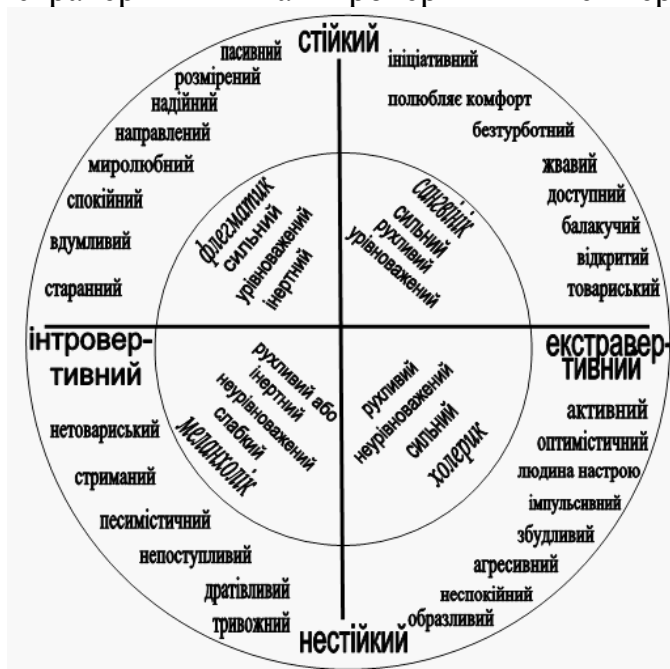 СТІЙКИЙ
пасивний
розмірений
надійний
направлений
миролюбний
спокійний
вдумливий
старанний
ініціативний
полюбляє комфорт
безтурботний
жвавий
доступний
балакучий
відкритий
товариський
флегматик
сильний
урівноважений
інертний
сангвінік
сильний
рухливий
урівноважений
інтровер-
тивний
екстравер-
тивний
рухливий або
інертний
неурівноважений
слабкий
меланхолік
рухливий
неурівноважений
сильний
холерик
нетовариський
стриманий
песимістичний
непоступливий
дратівливий
тривожний
активний
оптимістичний
людина настрою
імпульсивний
збудливий
агресивний
неспокійний
образливий
НЕСТІЙКИЙ